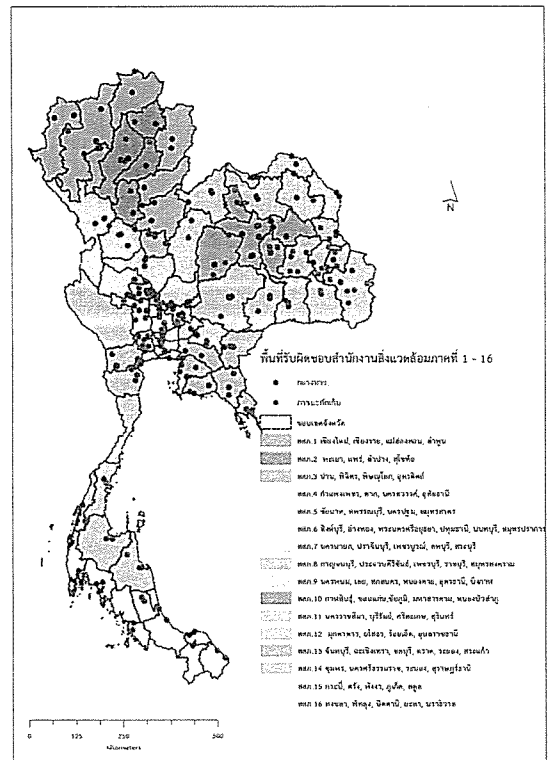 N
พื้นที่รับผิดชอบสำนักงานสิ่งแวดล้อมภาคที่ 1 - 16
ขอบเขตจังหวัด
สสภ.1 เชียงใหม่, เชียงราย, แม่ฮ่องสอน, ลำพูน
สสภ.2 พะเยา, แพร่, ลำปาง, สุโขทัย
สสภ.3 น่าน, พิจิตร, พิษณุโลก, อุตรดิตถ์
สสภ.4 กำแพงเพชร, ตาก, นครสวรรค์, อุทัยธานี
สสภ.5 ชัยนาท, สุพรรณบุรี, นครปฐม, สมุทรสาคร
สสภ.6 สิงห์บุรี, อ่างทอง, พระนครศรีอยุธยา, ปทุมธานี, นนทบุรี, สมุทรปราการ
สสภ.7 นครนายก, ปราจีนบุรี, เพชรบูรณ์, ลพบุรี, สระบุรี
สสภ.8 กาญจนบุรี, ประจวบคีรีขันธ์, เพชรบุรี, ราชบุรี, สมุทรสงคราม
สสภ.9 นครพนม, เลย, สกลนคร, หนองคาย, อุดรธานี, บึงกาฬ
สสภ.10 กาฬสินธุ์, ขอนแก่น, ชัยภูมิ, มหาสารคาม, หนองบัวลำภู
สสภ.11 นครราชสีมา, บุรีรัมย์, ศรีสะเกษ, สุรินทร์
สสภ.12 มุกดาหาร, ยโสธร, ร้อยเอ็ด, อุบลราชธานี
สสภ.13 จันทบุรี, ฉะเชิงเทรา, ชลบุรี, ตราด, ระยอง, สระแก้ว
สสภ.14 ชุมพร, นครศรีธรรมราช, ระนอง, สุราษฎร์ธานี
สสภ.15 กระบี่, ตรัง, พังงา, ภูเก็ต, สตูล
สสภ.16 สงขลา, พัทลุง, ปัตตานี, ยะลา, นราธิวาส
0 125 250 500
Kilometers